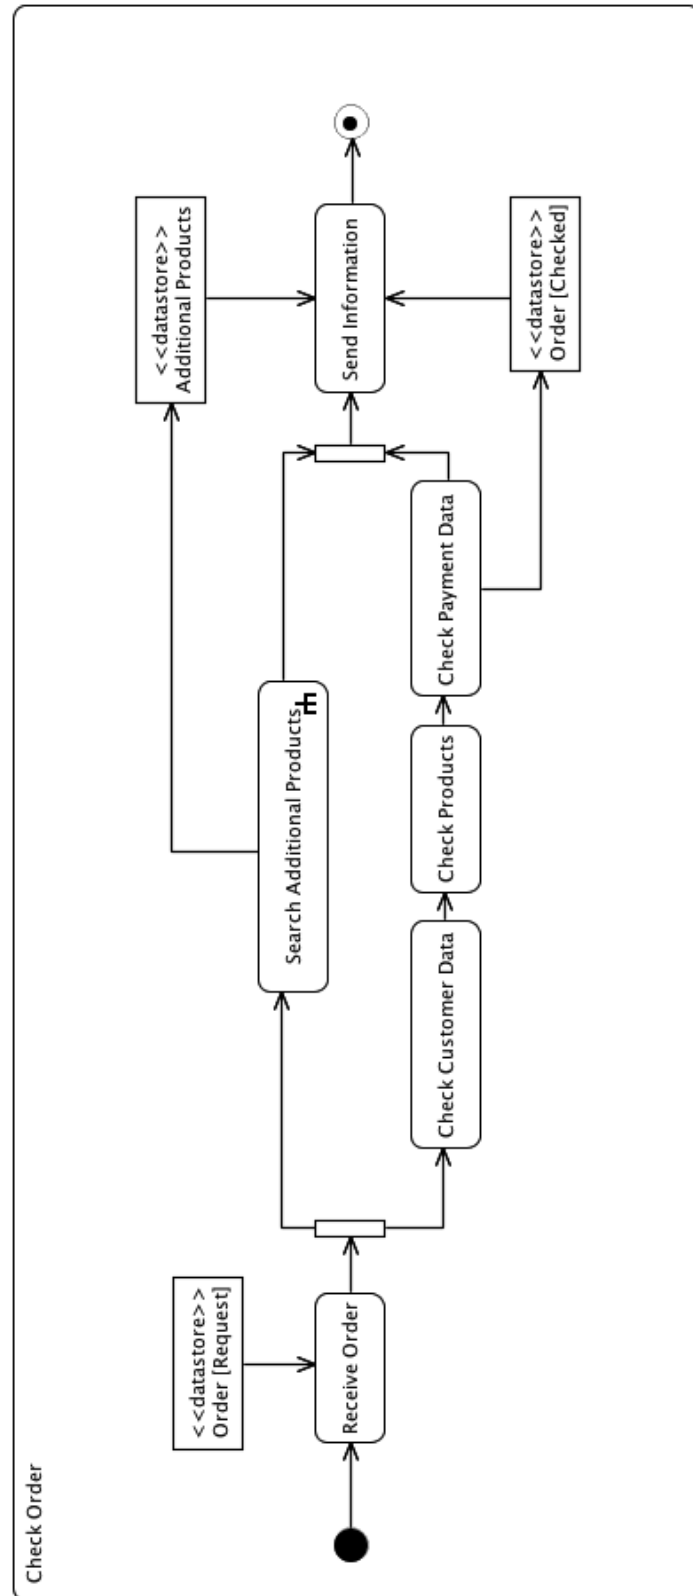 Check Order
<<datastore>>
Order [Request]
Receive Order
<<datastore>>
Additional Products
Search Additional Products
Check Customer Data
Check Products
Check Payment Data
Send Information
<<datastore>>
Order [Checked]